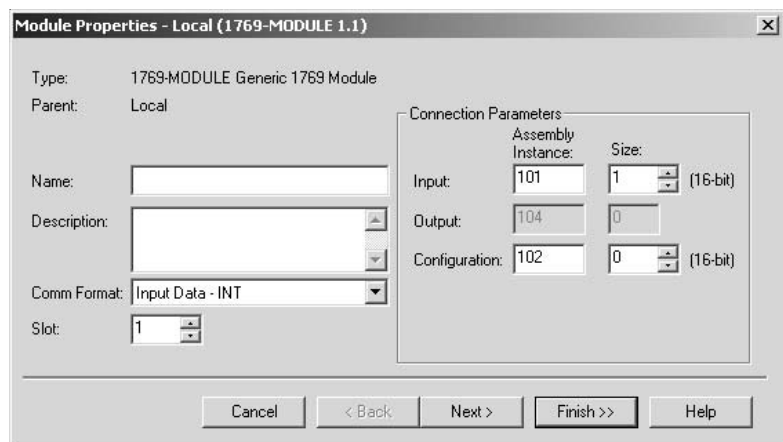 Module Properties - Local (1769-MODULE 1.1)
Type: 1769-MODULE Generic 1769 Module
Parent: Local
Connection Parameters
Assembly Instance: Size:
Name:
Input: 101 1 (16-bit)
Description:
Output: 104 0
Configuration: 102 0 (16-bit)
Comm Format: Input Data - INT
Slot: 1
Cancel < Back Next > Finish >> Help